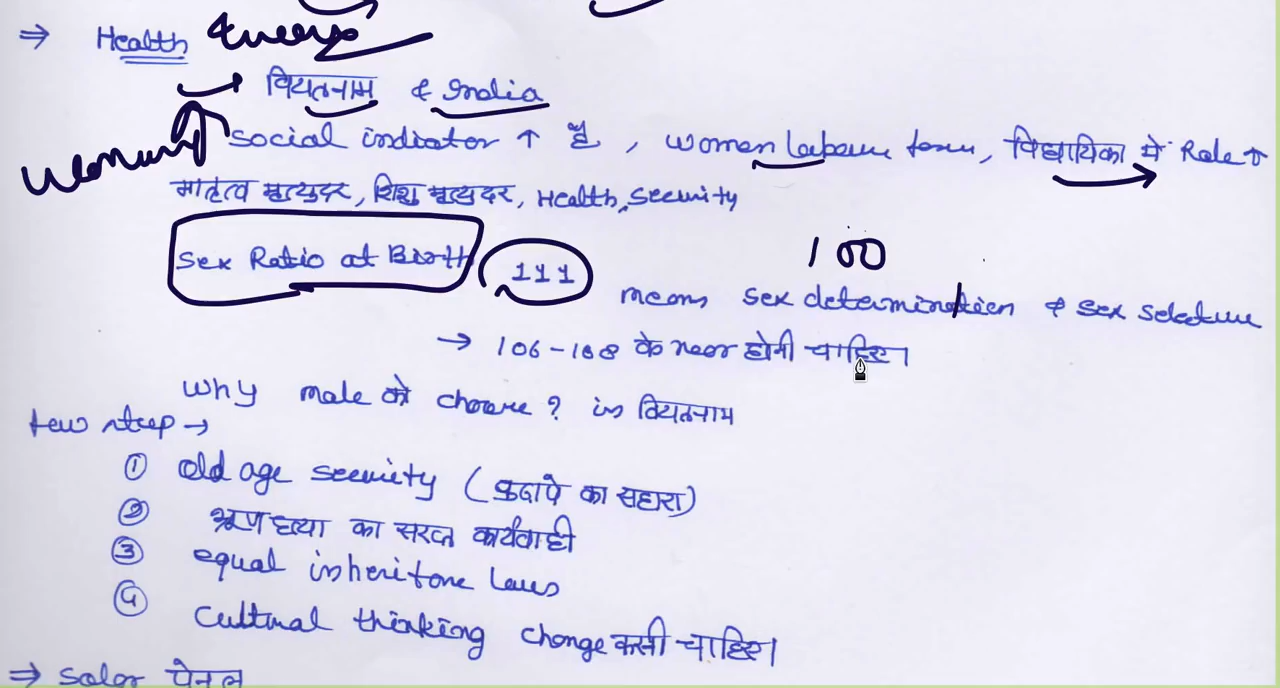 ⇒ Health
→ वियतनाम & India
Women social indicator ↑ है, women labour force, विधायिका में Role ↑
मातृत्व मृत्युदर, शिशु मृत्युदर, Health, Security
Sex Ratio at Birth 111 100
means sex determination & sex selection
→ 106-108 के near होनी चाहिए।
Why male को choose? in वियतनाम
few step →
① old age security (बुढ़ापे का सहारा)
② भ्रूण हत्या का सख्त कार्यवाही
③ equal inheritance laws
④ Cultural thinking change करनी चाहिए।
⇒ Solar पेनल